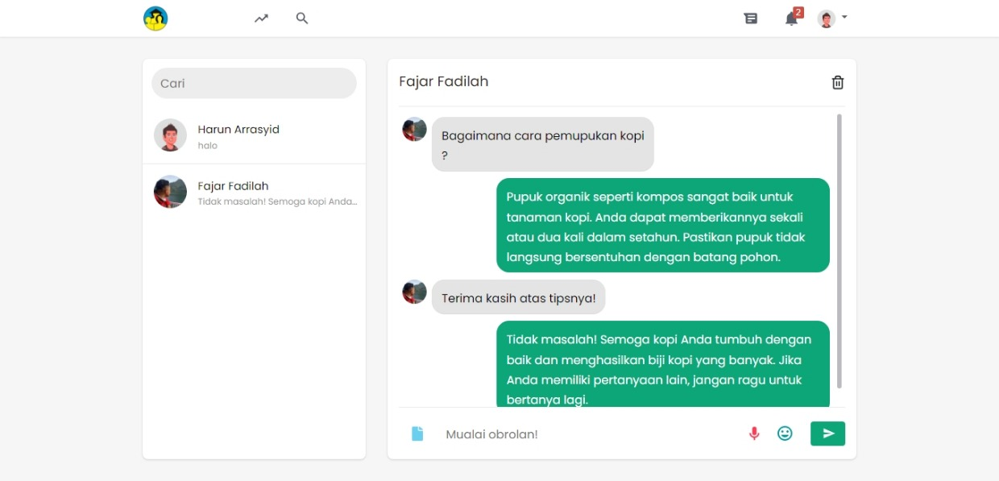 2
Cari
Harun Arrasyid
halo
Fajar Fadilah
Tidak masalah! Semoga kopi Anda...
Fajar Fadilah
Bagaimana cara pemupukan kopi
?
Pupuk organik seperti kompos sangat baik untuk
tanaman kopi. Anda dapat memberikannya sekali
atau dua kali dalam setahun. Pastikan pupuk tidak
langsung bersentuhan dengan batang pohon.
Terima kasih atas tipsnya!
Tidak masalah! Semoga kopi Anda tumbuh dengan
baik dan menghasilkan biji kopi yang banyak. Jika
Anda memiliki pertanyaan lain, jangan ragu untuk
bertanya lagi.
Mualai obrolan!